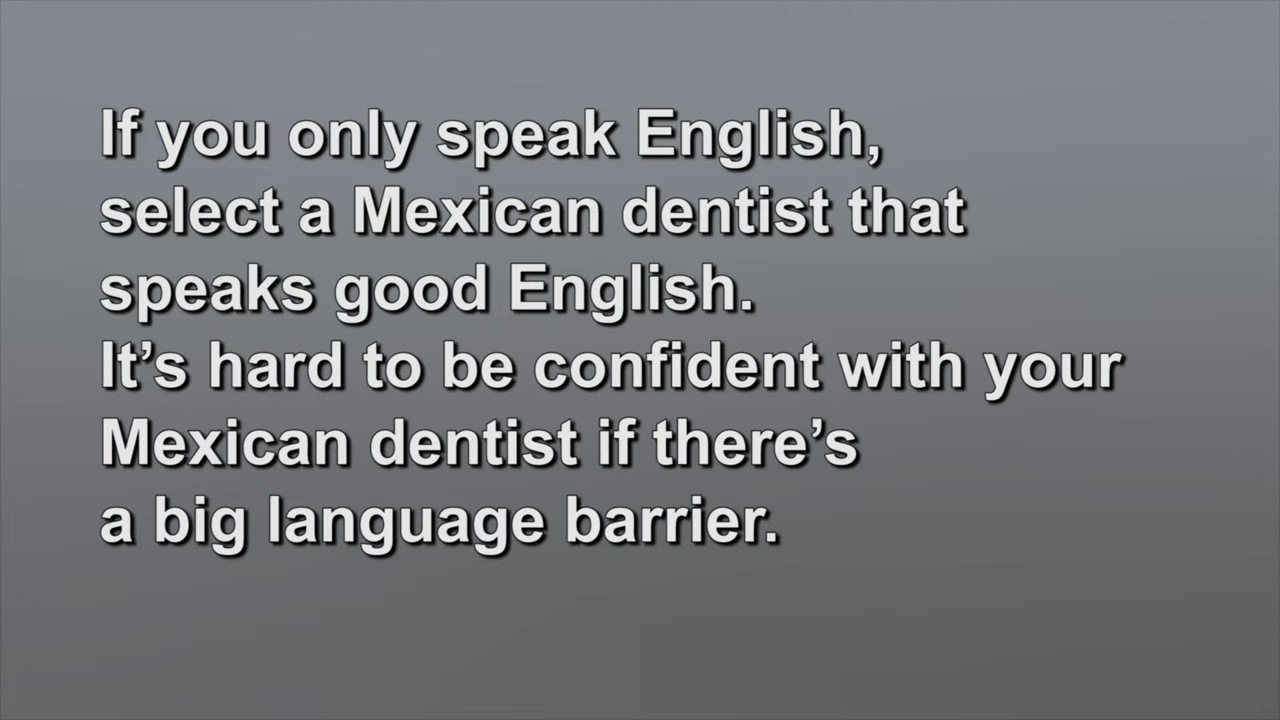 If you only speak English,
select a Mexican dentist that
speaks good English.
It’s hard to be confident with your
Mexican dentist if there’s
a big language barrier.